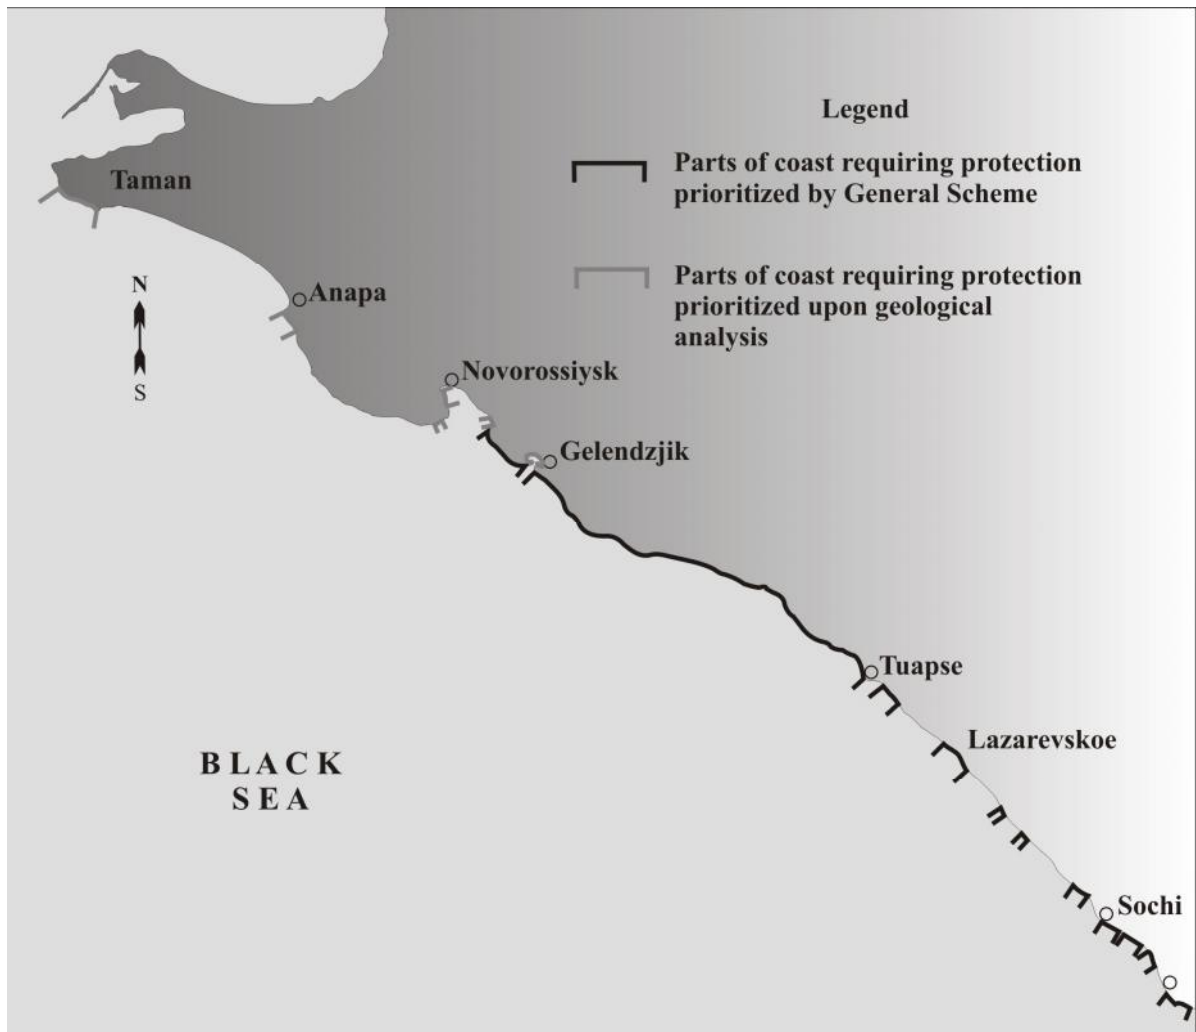 Legend
Parts of coast requiring protection
prioritized by General Scheme
Taman
Parts of coast requiring protection
prioritized upon geological
analysis
N
S
Anapa
Novorossiysk
Gelendzjik
Tuapse
Lazarevskoe
BLACK
SEA
Sochi